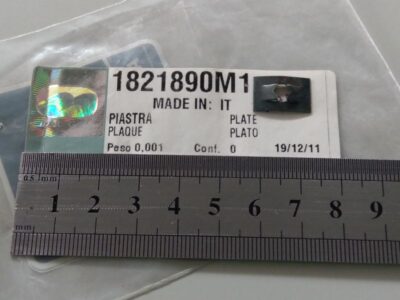 1821890M1
MADE IN: IT
PIASTRA PLATE
PLAQUE PLATO
Peso 0,001 Conf. 0 19/12/11
0.5 mm
1 2 3 4 5 6 7 8 9
mm